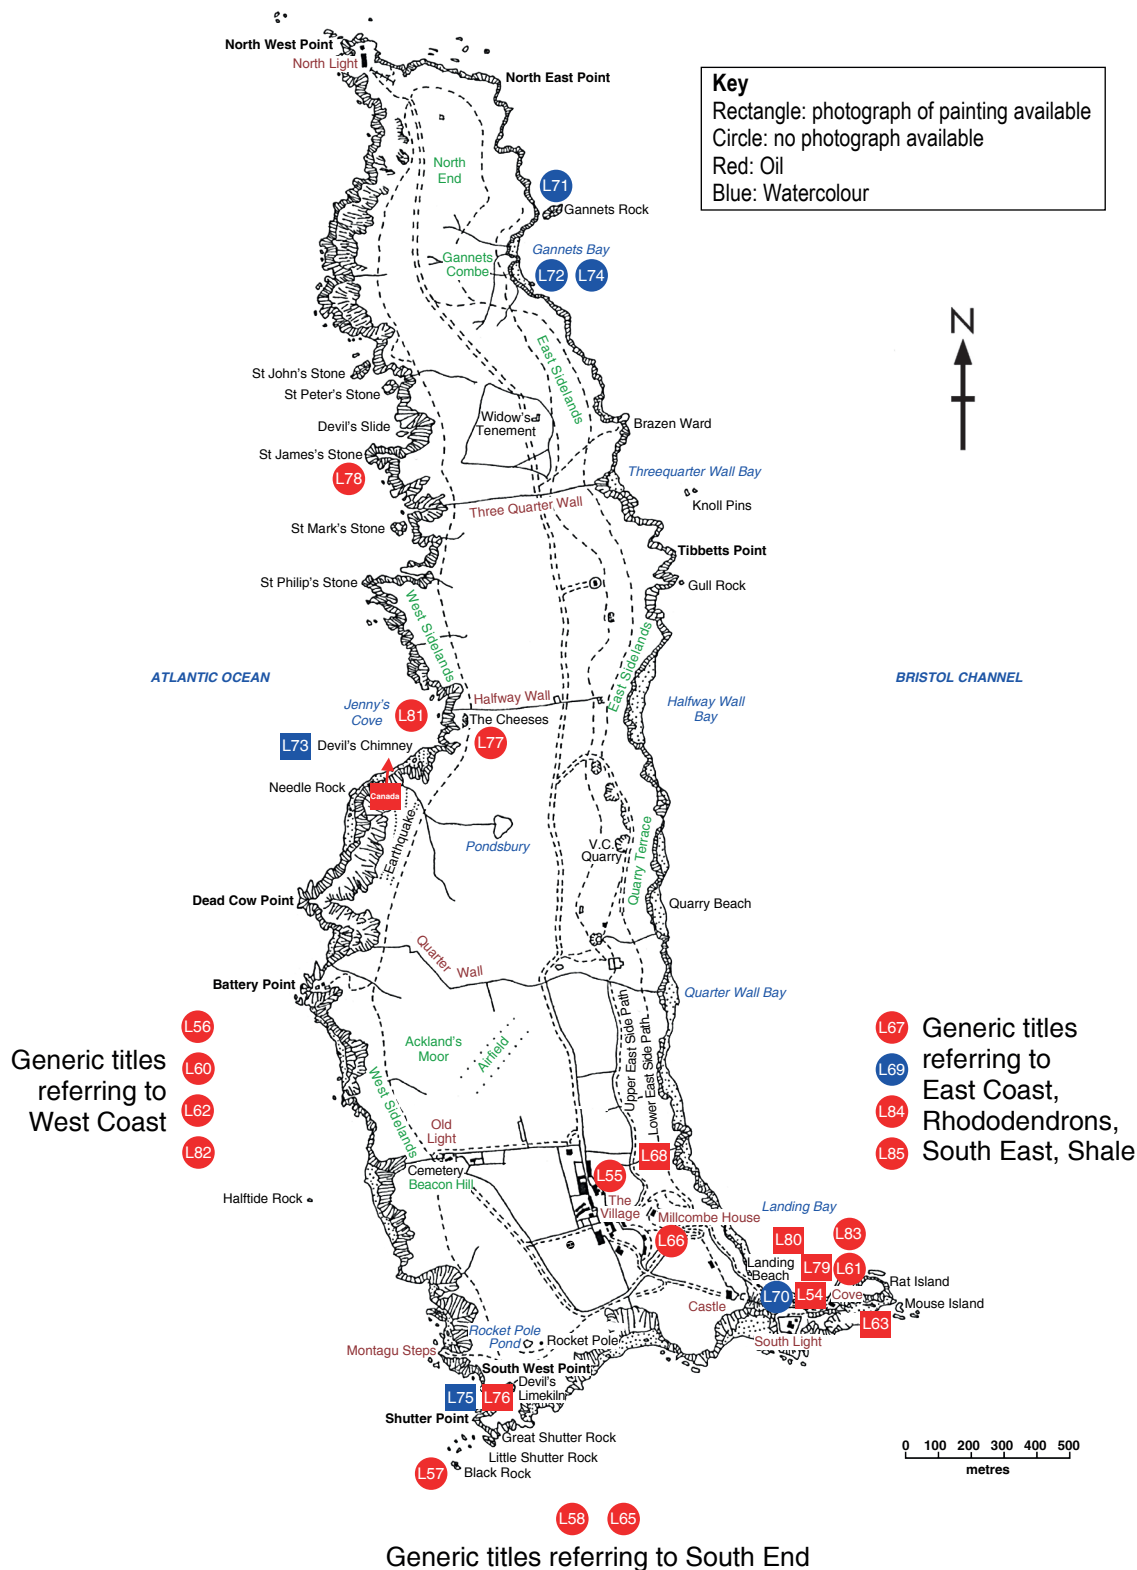 North West Point
North Light
North East Point
Key
Rectangle: photograph of painting available
Circle: no photograph available
Red: Oil
Blue: Watercolour
North
End
L71
Gannets Rock
Gannets Bay
Gannets
Combe
L72
L74
N
East Sidelands
St John's Stone
St Peter's Stone
Widow's
Tenement
Devil's Slide
Brazen Ward
St James's Stone
L78
Threequarter Wall Bay
Three Quarter Wall
Knoll Pins
St Mark's Stone
Tibbetts Point
St Philip's Stone
Gull Rock
West Sidelands
East Sidelands
ATLANTIC OCEAN
BRISTOL CHANNEL
Halfway Wall
Jenny's
Cove
L81
The Cheeses
Halfway Wall
Bay
L73
Devil's Chimney
L77
Needle Rock
Canada
Earthquake
Pondsbury
V.C.
Quarry
Quarry Terrace
Dead Cow Point
Quarry Beach
Quarter Wall
Battery Point
Quarter Wall Bay
L56
L60
L62
L82
Generic titles
referring to
West Coast
Ackland's
Moor
Airfield
Upper East Side Path
Lower East Side Path
L67
L69
L84
L85
Generic titles
referring to
East Coast,
Rhododendrons,
South East, Shale
West Sidelands
Old
Light
L68
Cemetery
Beacon Hill
L55
The
Village
Halftide Rock
Millcombe House
Landing Bay
L66
L80
L83
Landing
Beach
L79
L61
Rat Island
L70
L54
Cove
Mouse Island
Castle
L63
South Light
Rocket Pole
Pond
Rocket Pole
Montagu Steps
South West Point
L75
L76
Devil's
Limekiln
Shutter Point
Great Shutter Rock
Little Shutter Rock
L57
Black Rock
0 100 200 300 400 500
metres
L58
L65
Generic titles referring to South End